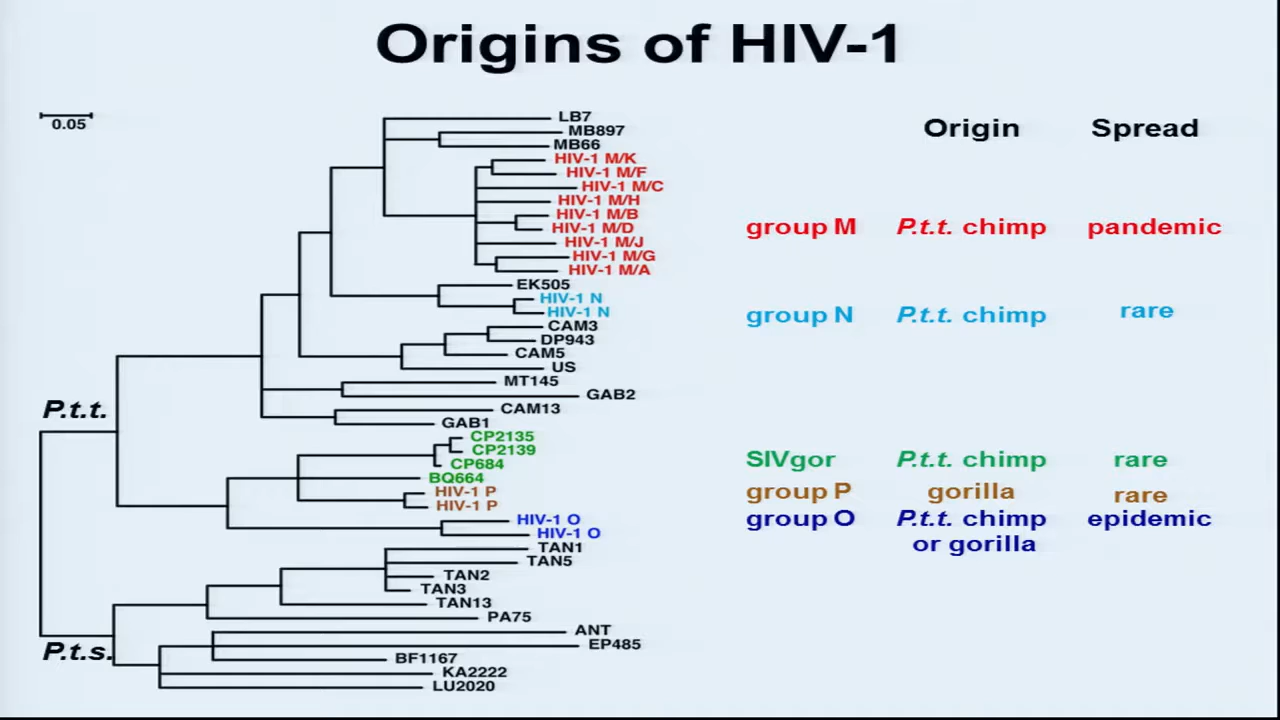 Origins of HIV-1
0.05
Origin
Spread
LB7
MB897
MB66
HIV-1 M/K
HIV-1 M/F
HIV-1 M/C
HIV-1 M/H
HIV-1 M/B
HIV-1 M/D
HIV-1 M/J
HIV-1 M/G
HIV-1 M/A
group M P.t.t. chimp pandemic
EK505
HIV-1 N
HIV-1 N
group N P.t.t. chimp rare
CAM3
DP943
CAM5
US
MT145
GAB2
CAM13
GAB1
P.t.t.
CP2135
CP2139
CP684
BQ664
SIVgor P.t.t. chimp rare
HIV-1 P
HIV-1 P
group P gorilla rare
HIV-1 O
HIV-1 O
group O P.t.t. chimp epidemic
or gorilla
TAN1
TAN5
TAN2
TAN3
TAN13
PA75
ANT
EP485
BF1167
KA2222
LU2020
P.t.s.